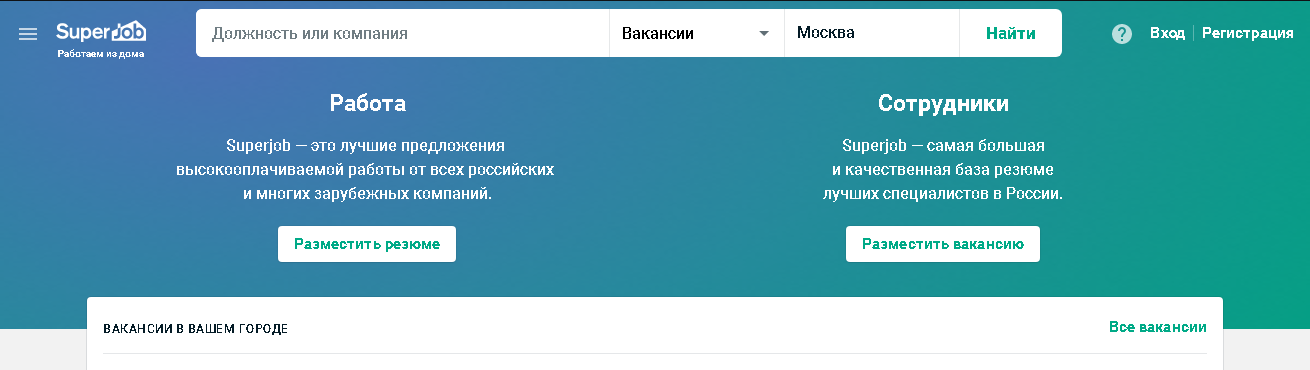 SuperJob
Работаем из дома
Должность или компания
Вакансии
Москва
Найти
Вход
Регистрация
Работа
Superjob — это лучшие предложения
высокооплачиваемой работы от всех российских
и многих зарубежных компаний.
Разместить резюме
Сотрудники
Superjob — самая большая
и качественная база резюме
лучших специалистов в России.
Разместить вакансию
ВАКАНСИИ В ВАШЕМ ГОРОДЕ
Все вакансии